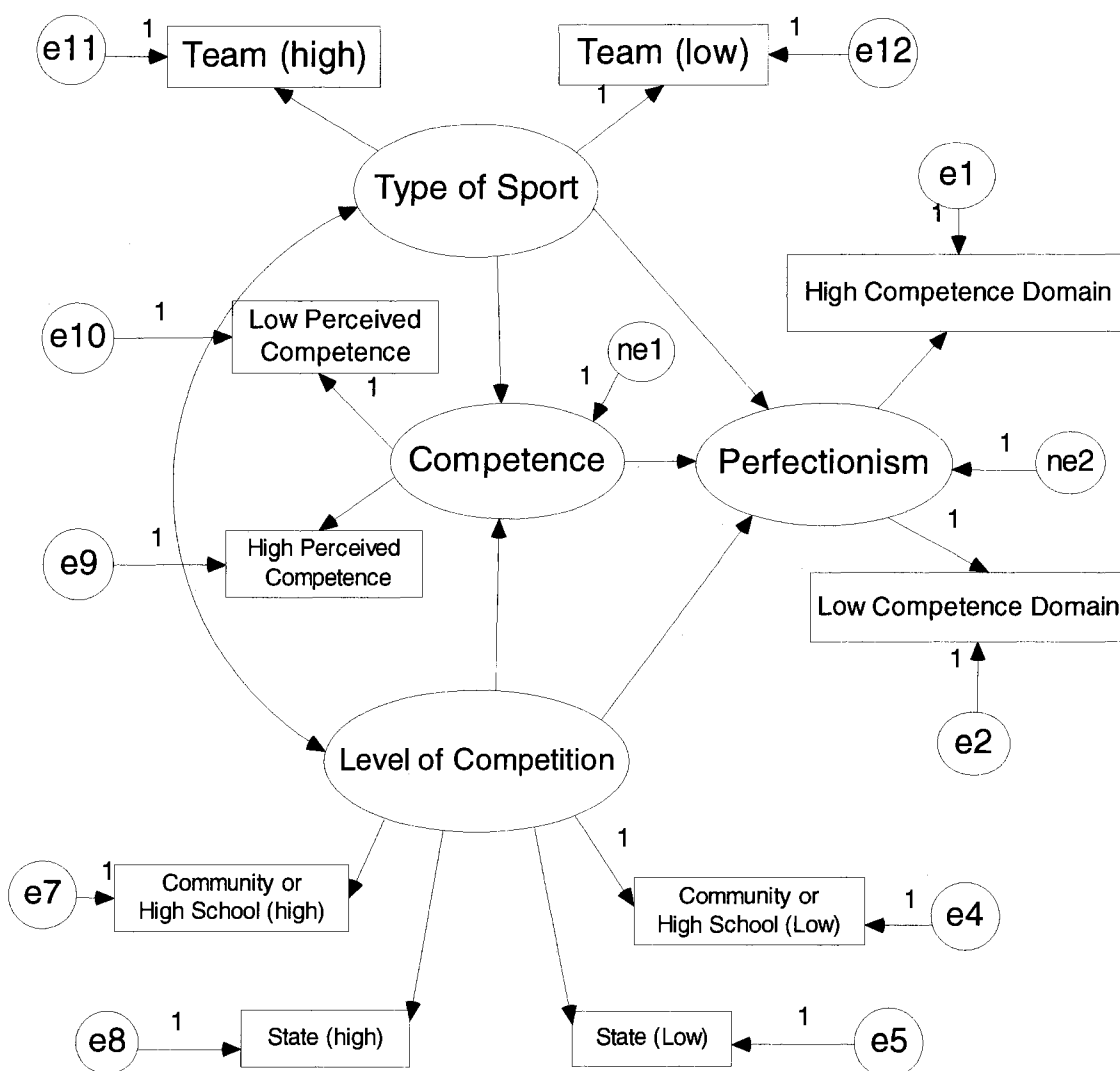 1
1
e11
Team (high)
Team (low)
e12
1
Type of Sport
e1
1
High Competence Domain
1
e10
Low Perceived
Competence
1
ne1
1
Competence
Perfectionism
1
ne2
1
e9
High Perceived
Competence
1
Low Competence Domain
1
e2
Level of Competition
1
1
e7
Community or
High School (high)
Community or
High School (Low)
1
e4
1
e8
State (high)
State (Low)
1
e5